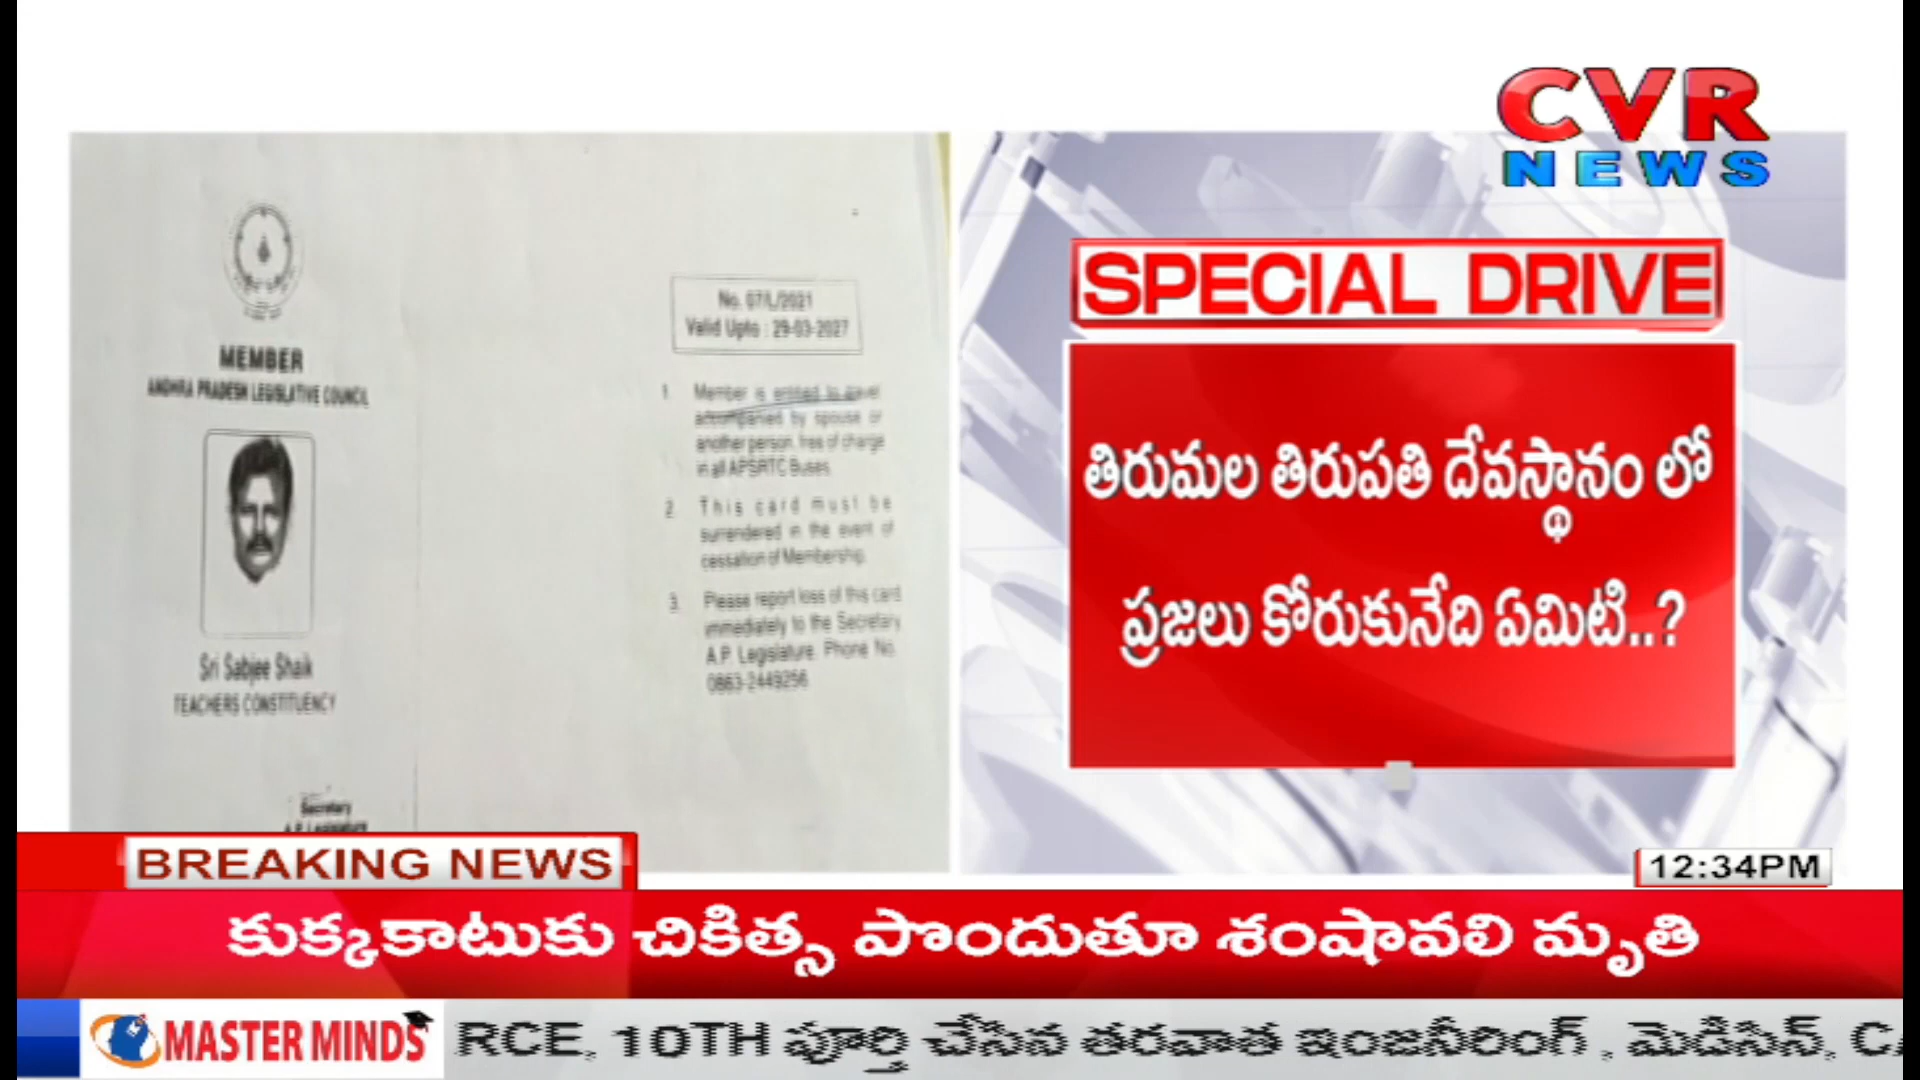 CVR
NEWS
MEMBER
ANDHRA PRADESH LEGISLATIVE COUNCIL
Sri Sabjee Shaik
TEACHERS CONSTITUENCY
Secretary
A.P. Legislature
No. 07/L/2021
Valid Upto : 29-03-2027
1. Member is entitled to travel
accompanied by spouse or
another person, free of charge
in all APSRTC Buses.
2. This card must be
surrendered in the event of
cessation of Membership.
3. Please report loss of this card
immediately to the Secretary
A.P. Legislature. Phone No.
0863-2449256
SPECIAL DRIVE
తిరుమల తిరుపతి దేవస్థానం లో
ప్రజలు కోరుకునేది ఏమిటి..?
BREAKING NEWS
12:34PM
కుక్కకాటుకు చికిత్స పొందుతూ శంషావలి మృతి
MASTER MINDS RCE, 10TH పూర్తి చేసిన తరవాత ఇంజనీరింగ్ , మెడిసిన్, CA